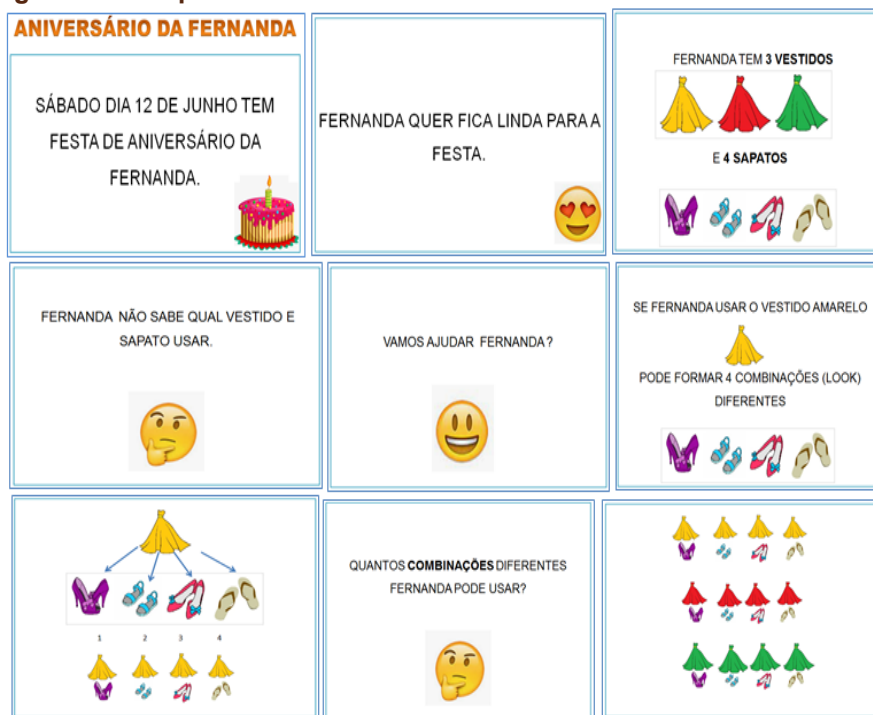 ANIVERSÁRIO DA FERNANDA
SÁBADO DIA 12 DE JUNHO TEM
FESTA DE ANIVERSÁRIO DA
FERNANDA.
FERNANDA QUER FICA LINDA PARA A
FESTA.
FERNANDA TEM 3 VESTIDOS
E 4 SAPATOS
FERNANDA NÃO SABE QUAL VESTIDO E
SAPATO USAR.
VAMOS AJUDAR FERNANDA ?
SE FERNANDA USAR O VESTIDO AMARELO
PODE FORMAR 4 COMBINAÇÕES (LOOK)
DIFERENTES
1 2 3 4
QUANTOS COMBINAÇÕES DIFERENTES
FERNANDA PODE USAR?